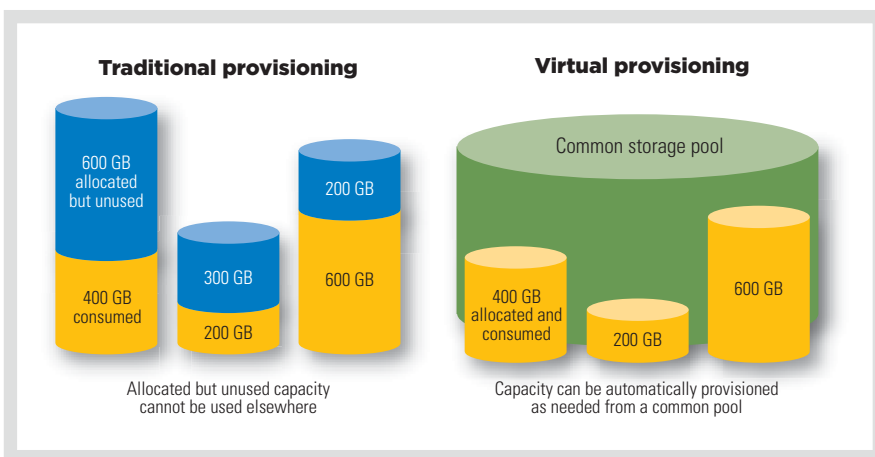 Traditional provisioning
600 GB
allocated
but unused
400 GB
consumed
300 GB
200 GB
200 GB
600 GB
Allocated but unused capacity
cannot be used elsewhere
Virtual provisioning
Common storage pool
400 GB
allocated and
consumed
200 GB
600 GB
Capacity can be automatically provisioned
as needed from a common pool